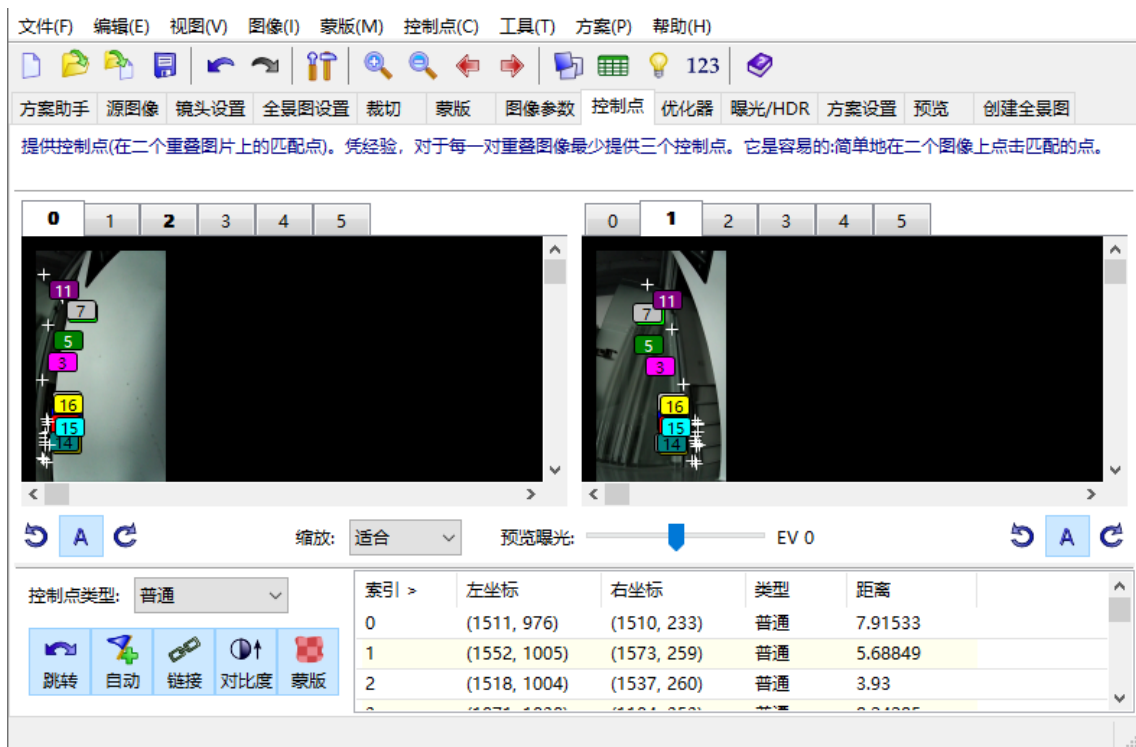 文件(F) 编辑(E) 视图(V) 图像(I) 蒙版(M) 控制点(C) 工具(T) 方案(P) 帮助(H)
123
方案助手 源图像 镜头设置 全景图设置 裁切 蒙版 图像参数 控制点 优化器 曝光/HDR 方案设置 预览 创建全景图
提供控制点(在二个重叠图片上的匹配点)。凭经验，对于每一对重叠图像最少提供三个控制点。它是容易的:简单地在二个图像上点击匹配的点。
0 1 2 3 4 5 0 1 2 3 4 5
11 11
7 7
5 5
3 3
16 16
15 15
14 14
A 缩放: 适合 预览曝光: EV 0 A
控制点类型: 普通
跳转 自动 链接 对比度 蒙版
索引 > 左坐标 右坐标 类型 距离
0 (1511, 976) (1510, 233) 普通 7.91533
1 (1552, 1005) (1573, 259) 普通 5.68849
2 (1518, 1004) (1537, 260) 普通 3.93